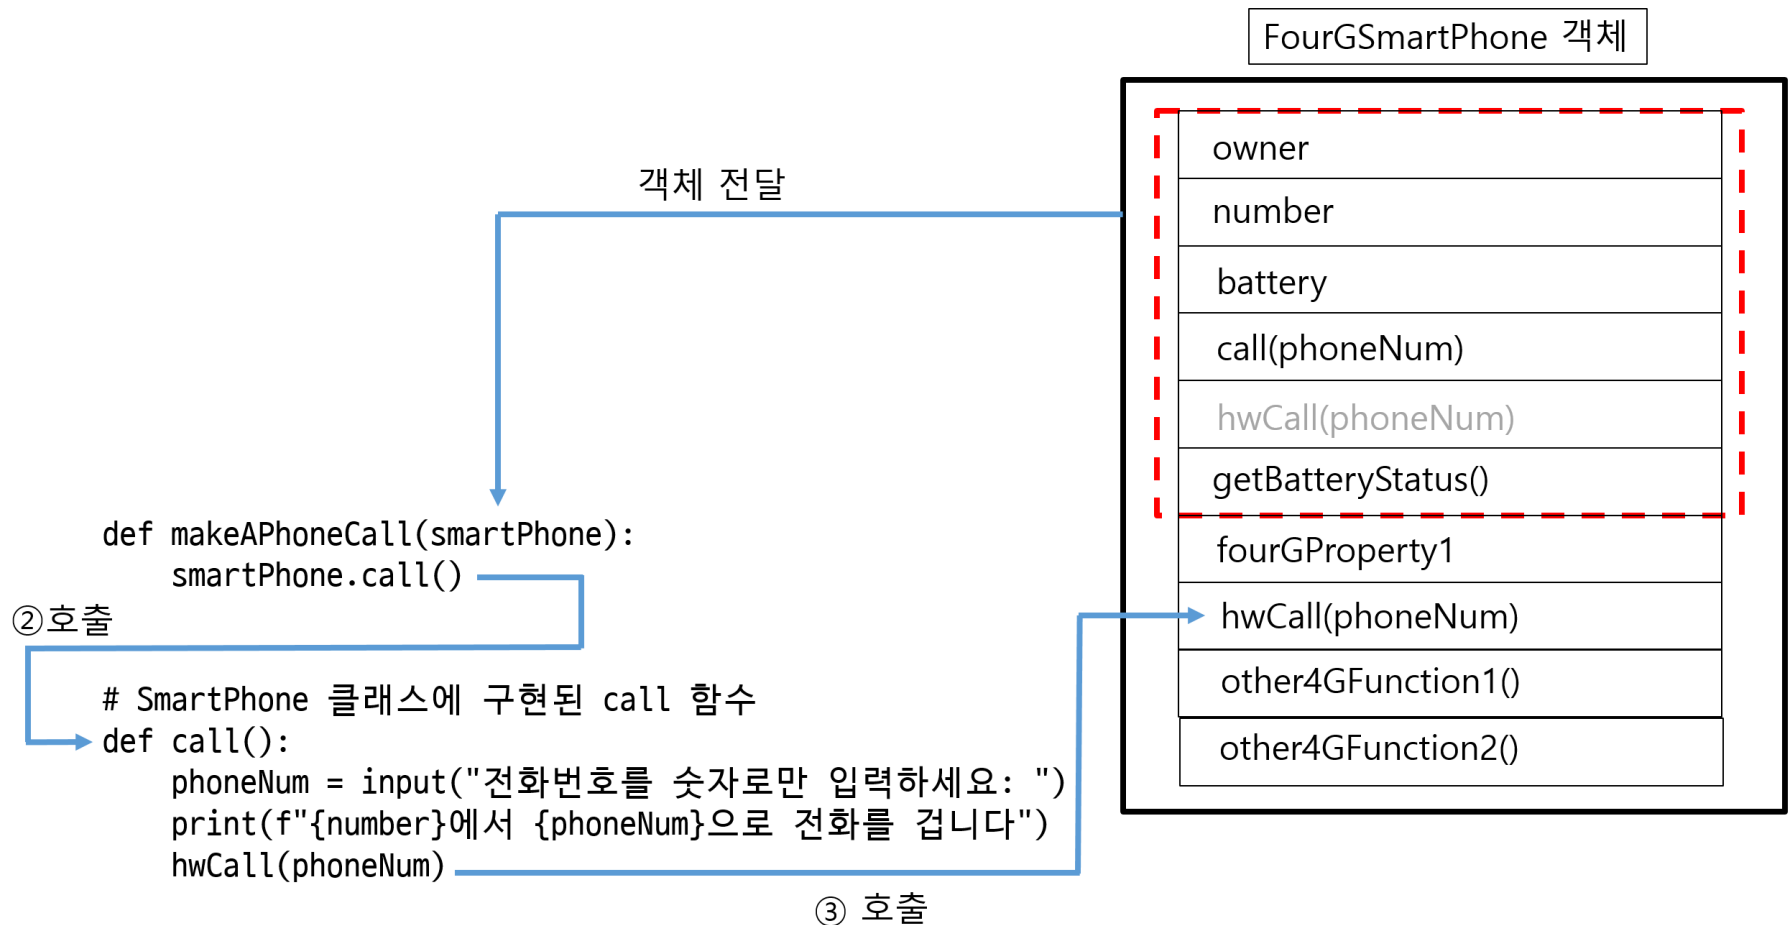 FourGSmartPhone 객체
owner
number
battery
call(phoneNum)
hwCall(phoneNum)
getBatteryStatus()
fourGProperty1
hwCall(phoneNum)
other4GFunction1()
other4GFunction2()
객체 전달
def makeAPhoneCall(smartPhone):
    smartPhone.call()
②호출
# SmartPhone 클래스에 구현된 call 함수
def call():
    phoneNum = input("전화번호를 숫자로만 입력하세요: ")
    print(f"{number}에서 {phoneNum}으로 전화를 겁니다")
    hwCall(phoneNum)
③ 호출